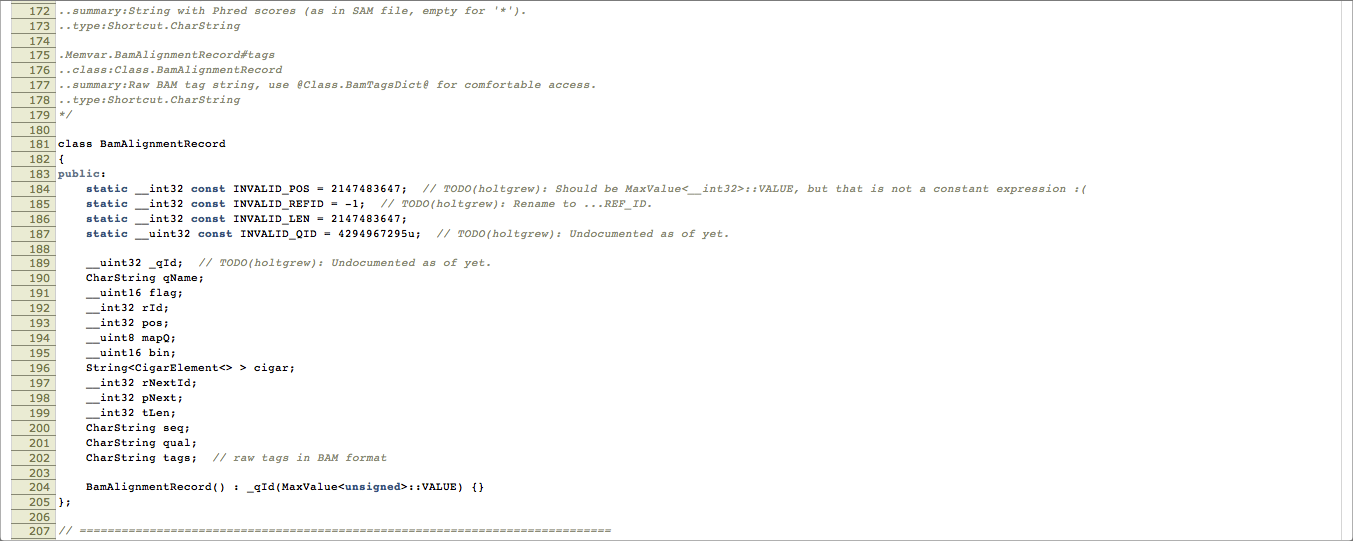 172 ..summary:String with Phred scores (as in SAM file, empty for '*').
173 ..type:Shortcut.CharString
174
175 .Memvar.BamAlignmentRecord#tags
176 ..class:Class.BamAlignmentRecord
177 ..summary:Raw BAM tag string, use @Class.BamTagsDict@ for comfortable access.
178 ..type:Shortcut.CharString
179 */
180
181 class BamAlignmentRecord
182 {
183 public:
184     static __int32 const INVALID_POS = 2147483647;  // TODO(holtgrew): Should be MaxValue<__int32>::VALUE, but that is not a constant expression :(
185     static __int32 const INVALID_REFID = -1;  // TODO(holtgrew): Rename to ...REF_ID.
186     static __int32 const INVALID_LEN = 2147483647;
187     static __uint32 const INVALID_QID = 4294967295u;  // TODO(holtgrew): Undocumented as of yet.
188
189     __uint32 _qId;  // TODO(holtgrew): Undocumented as of yet.
190     CharString qName;
191     __uint16 flag;
192     __int32 rId;
193     __int32 pos;
194     __uint8 mapQ;
195     __uint16 bin;
196     String<CigarElement<> > cigar;
197     __int32 rNextId;
198     __int32 pNext;
199     __int32 tLen;
200     CharString seq;
201     CharString qual;
202     CharString tags;  // raw tags in BAM format
203
204     BamAlignmentRecord() : _qId(MaxValue<unsigned>::VALUE) {}
205 };
206
207 // ============================================================================